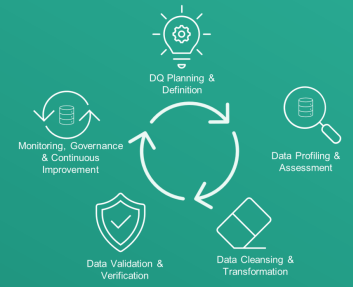 DQ Planning &
Definition
Data Profiling &
Assessment
Data Cleansing &
Transformation
Data Validation &
Verification
Monitoring, Governance
& Continuous
Improvement